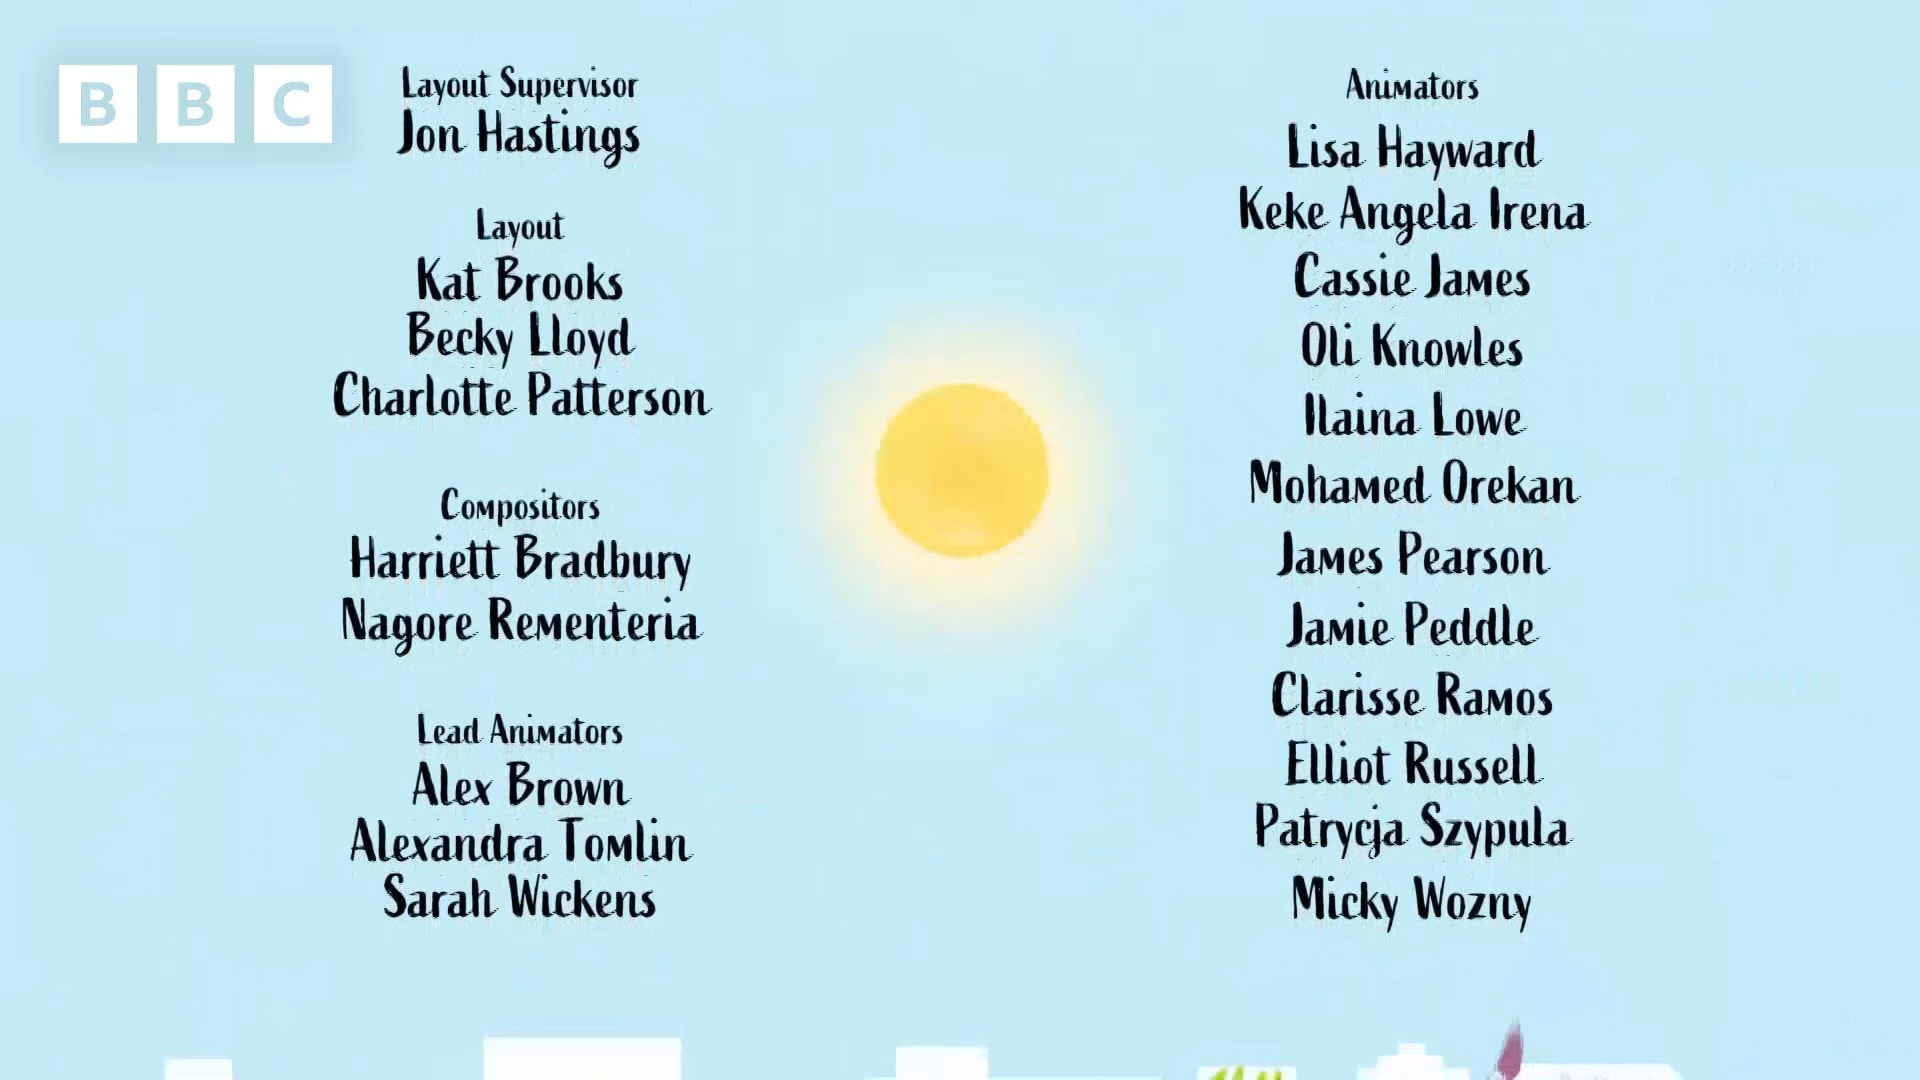 BBC
Layout Supervisor
Jon Hastings
Layout
Kat Brooks
Becky Lloyd
Charlotte Patterson
Compositors
Harriett Bradbury
Nagore Rementeria
Lead Animators
Alex Brown
Alexandra Tomlin
Sarah Wickens
Animators
Lisa Hayward
Keke Angela Irena
Cassie James
Oli Knowles
Ilaina Lowe
Mohamed Orekan
James Pearson
Jamie Peddle
Clarisse Ramos
Elliot Russell
Patrycja Szypula
Micky Wozny